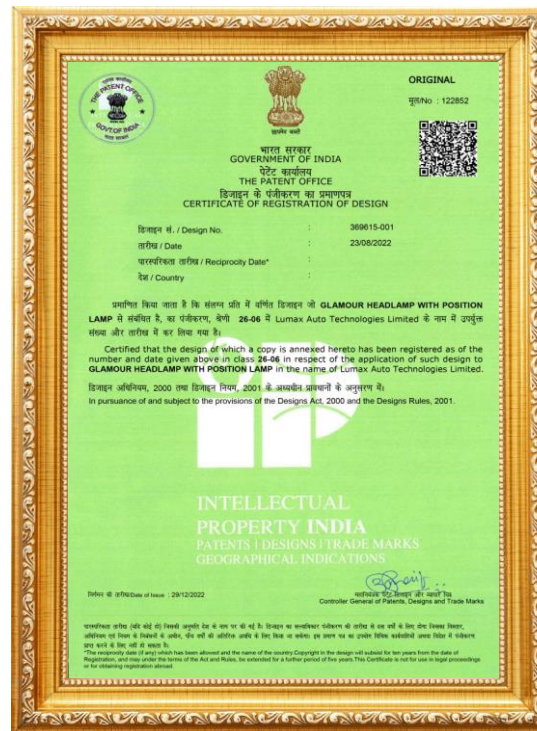 THE PATENT OFFICE
GOVT.OF INDIA
ORIGINAL
मूल/No : 122852
सत्यमेव जयते
भारत सरकार
GOVERNMENT OF INDIA
पेटेंट कार्यालय
THE PATENT OFFICE
डिजाइन के पंजीकरण का प्रमाणपत्र
CERTIFICATE OF REGISTRATION OF DESIGN
डिजाइन सं. / Design No. : 369615-001
तारीख / Date : 23/08/2022
पारस्परिकता तारीख / Reciprocity Date* :
देश / Country :
प्रमाणित किया जाता है कि संलग्न प्रति में वर्णित डिजाइन जो GLAMOUR HEADLAMP WITH POSITION
LAMP से संबंधित है, का पंजीकरण, श्रेणी 26-06 में Lumax Auto Technologies Limited के नाम में उपर्युक्त
संख्या और तारीख में कर लिया गया है।
Certified that the design of which a copy is annexed hereto has been registered as of the
number and date given above in class 26-06 in respect of the application of such design to
GLAMOUR HEADLAMP WITH POSITION LAMP in the name of Lumax Auto Technologies Limited.
डिजाइन अधिनियम, 2000 तथा डिजाइन नियम, 2001 के अध्यधीन प्रावधानों के अनुसरण में।
In pursuance of and subject to the provisions of the Designs Act, 2000 and the Designs Rules, 2001.
INTELLECTUAL
PROPERTY INDIA
PATENTS | DESIGNS | TRADE MARKS
GEOGRAPHICAL INDICATIONS
Date of Issue : 29/12/2022
महानियंत्रक पेटेंट, डिजाइन और व्यापार चिह्न
Controller General of Patents, Designs and Trade Marks
*The reciprocity date (if any) which has been allowed and the name of the country.Copyright in the design will subsist for ten years from the date of
Registration, and may under the terms of the Act and Rules, be extended for a further period of five years.This Certificate is not for use in legal proceedings
or for obtaining registration abroad